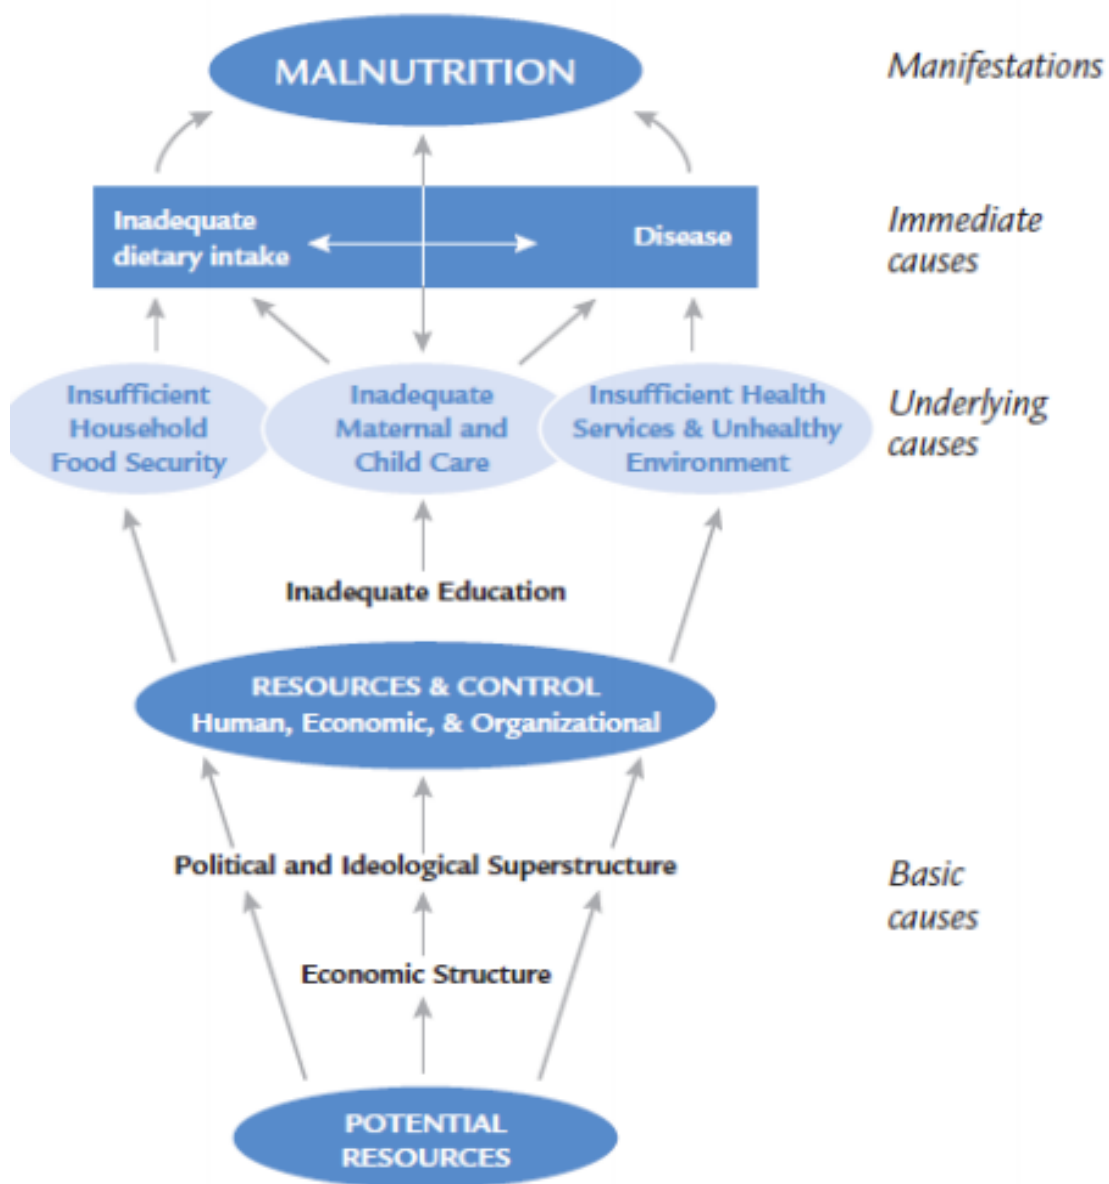 MALNUTRITION
Manifestations
Inadequate
dietary intake
Disease
Immediate
causes
Insufficient
Household
Food Security
Inadequate
Maternal and
Child Care
Insufficient Health
Services & Unhealthy
Environment
Underlying
causes
Inadequate Education
RESOURCES & CONTROL
Human, Economic, & Organizational
Political and Ideological Superstructure
Basic
causes
Economic Structure
POTENTIAL
RESOURCES